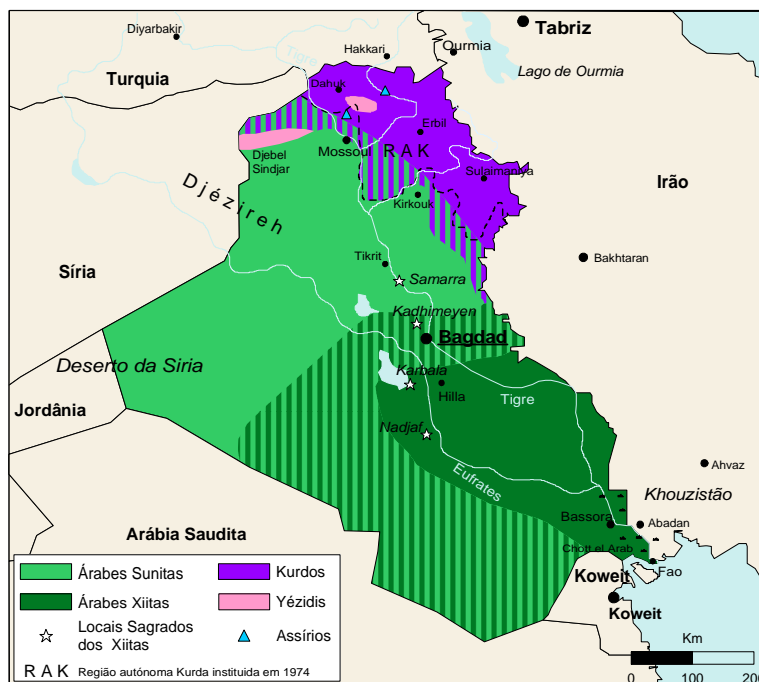 Diyarbakir
Tabriz
Hakkari
Ourmia
Tigre
Lago de Ourmia
Turquia
Dahuk
Erbil
Mossoul
R A K
Djebel
Sindjar
Sulaimaniya
Irão
Djézireh
Kirkouk
Tikrit
Bakhtaran
Síria
Samarra
Kadhimeyen
Bagdad
Deserto da Siria
Karbala
Hilla
Tigre
Jordânia
Nadjaf
Eufrates
Ahvaz
Khouzistão
Bassora
Abadan
Arábia Saudita
Chott el Arab
Fao
Koweit
Koweit
Árabes Sunitas
Kurdos
Árabes Xiitas
Yézidis
Locais Sagrados
dos Xiitas
Assírios
R A K Região autónoma Kurda instituida em 1974
Km
0 100 200